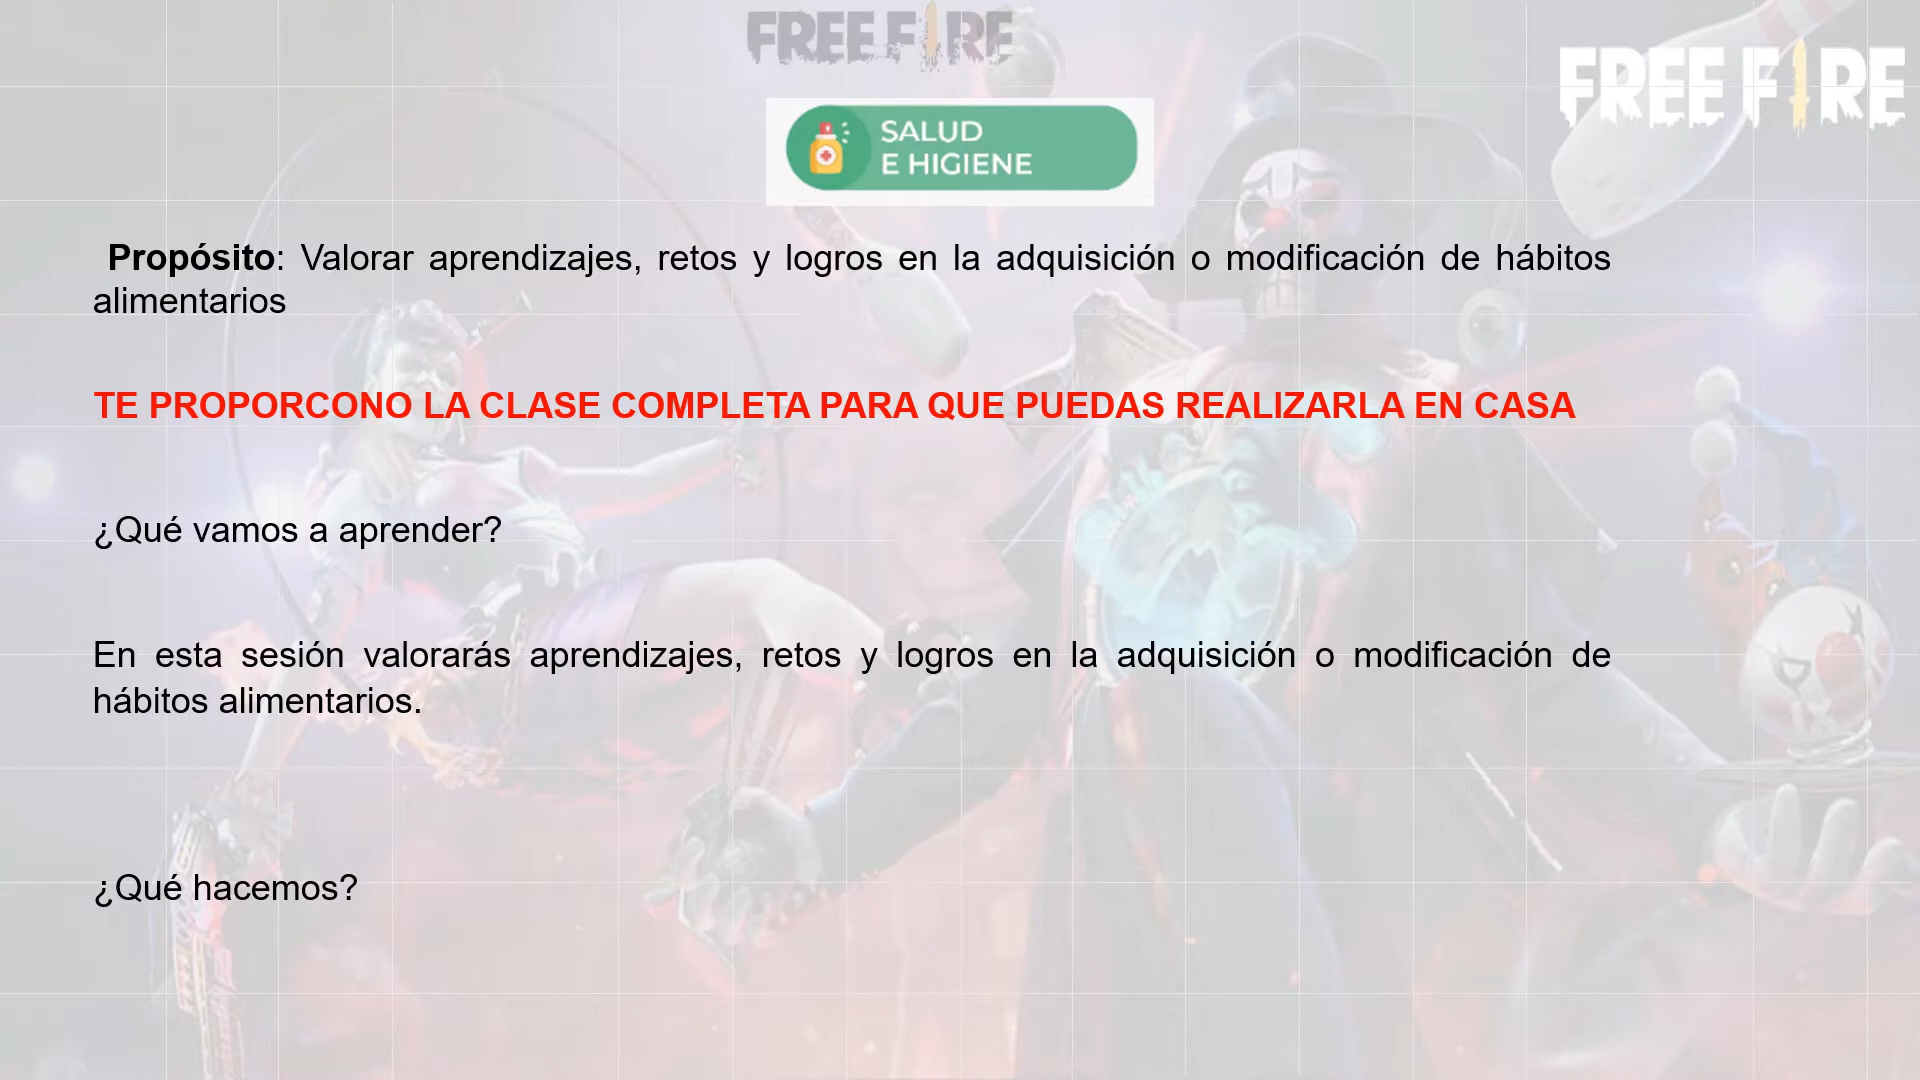 FREE FIRE
FREE FIRE
SALUD
E HIGIENE
Propósito: Valorar aprendizajes, retos y logros en la adquisición o modificación de hábitos
alimentarios
TE PROPORCONO LA CLASE COMPLETA PARA QUE PUEDAS REALIZARLA EN CASA
¿Qué vamos a aprender?
En esta sesión valorarás aprendizajes, retos y logros en la adquisición o modificación de
hábitos alimentarios.
¿Qué hacemos?